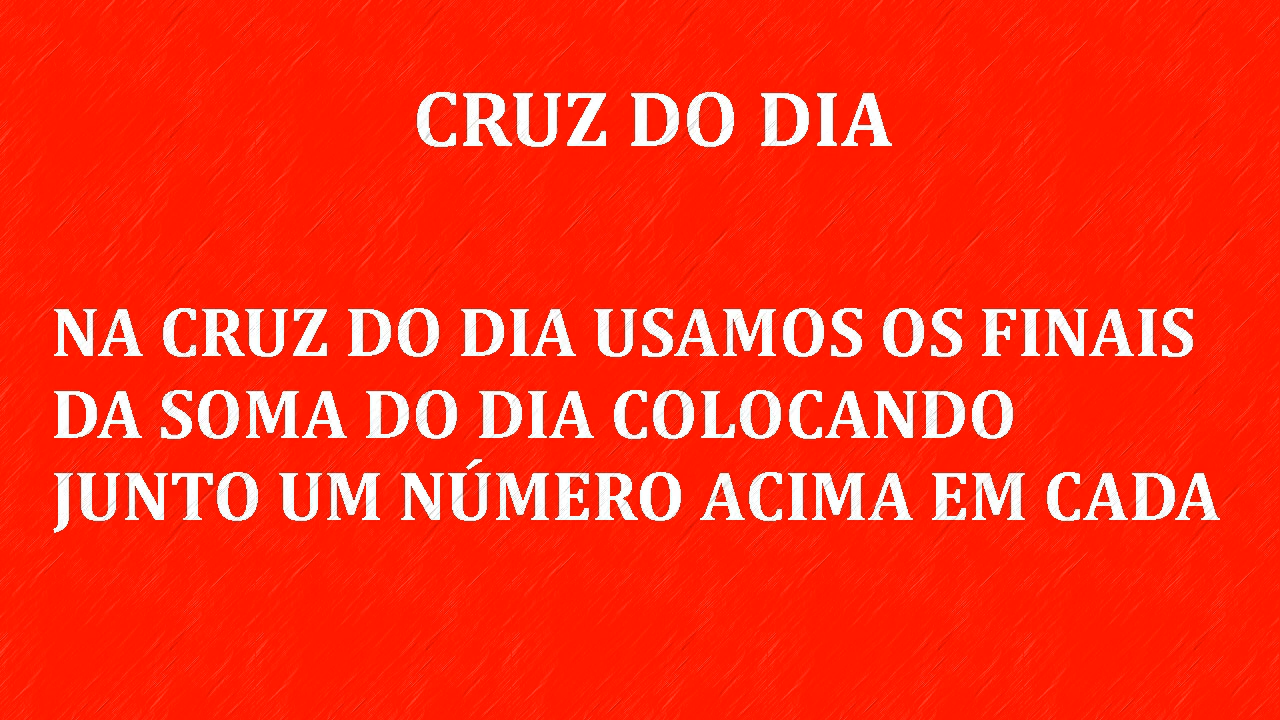 CRUZ DO DIA
NA CRUZ DO DIA USAMOS OS FINAIS
DA SOMA DO DIA COLOCANDO
JUNTO UM NÚMERO ACIMA EM CADA